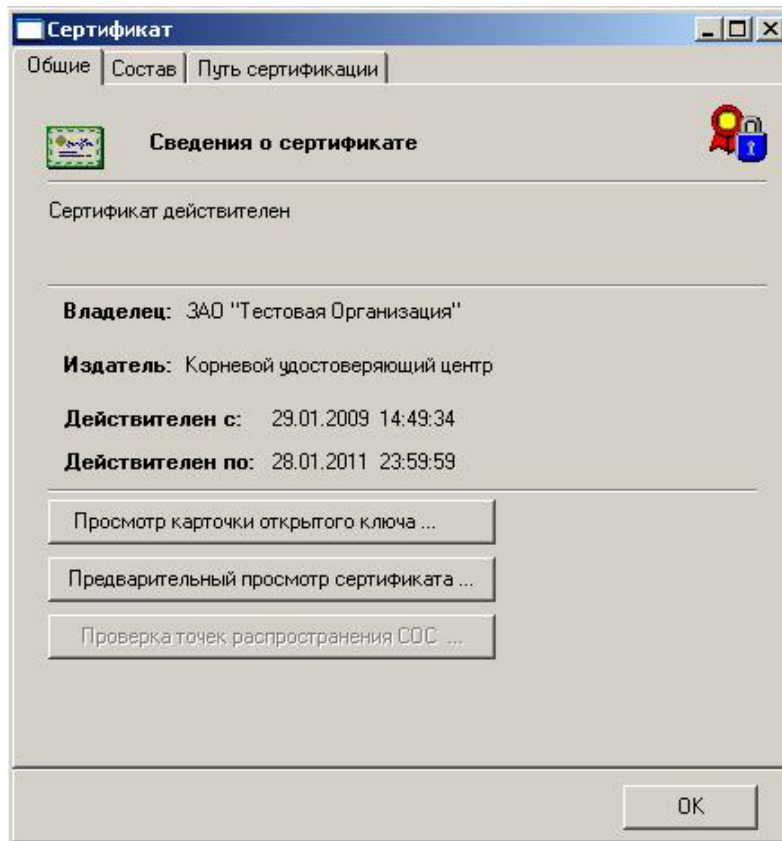 Сертификат
Общие Состав Путь сертификации
Сведения о сертификате
Сертификат действителен
Владелец: ЗАО "Тестовая Организация"
Издатель: Корневой удостоверяющий центр
Действителен с: 29.01.2009 14:49:34
Действителен по: 28.01.2011 23:59:59
Просмотр карточки открытого ключа ...
Предварительный просмотр сертификата ...
Проверка точек распространения СОС ...
OK